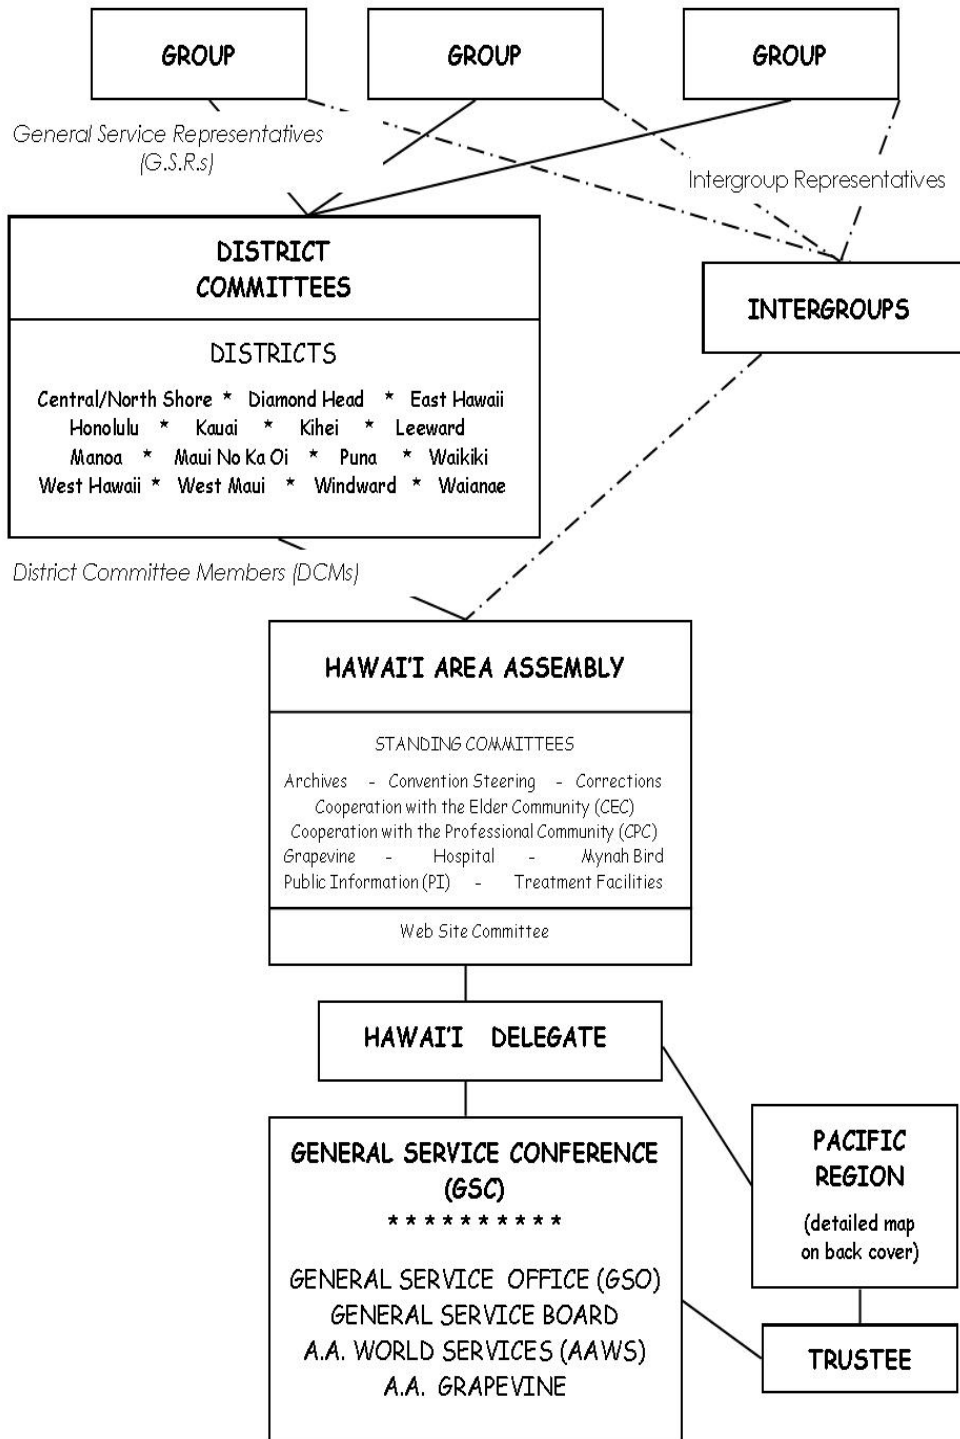 GROUP GROUP GROUP
General Service Representatives
(G.S.R.s)
Intergroup Representatives
DISTRICT
COMMITTEES
INTERGROUPS
DISTRICTS
Central/North Shore * Diamond Head * East Hawaii
Honolulu * Kauai * Kihei * Leeward
Manoa * Maui No Ka Oi * Puna * Waikiki
West Hawaii * West Maui * Windward * Waianae
District Committee Members (DCMs)
HAWAI'I AREA ASSEMBLY
STANDING COMMITTEES
Archives - Convention Steering - Corrections
Cooperation with the Elder Community (CEC)
Cooperation with the Professional Community (CPC)
Grapevine - Hospital - Mynah Bird
Public Information (PI) - Treatment Facilities
Web Site Committee
HAWAI'I DELEGATE
GENERAL SERVICE CONFERENCE
(GSC)
* * * * * * * * * *
GENERAL SERVICE OFFICE (GSO)
GENERAL SERVICE BOARD
A.A. WORLD SERVICES (AAWS)
A.A. GRAPEVINE
PACIFIC
REGION
(detailed map
on back cover)
TRUSTEE